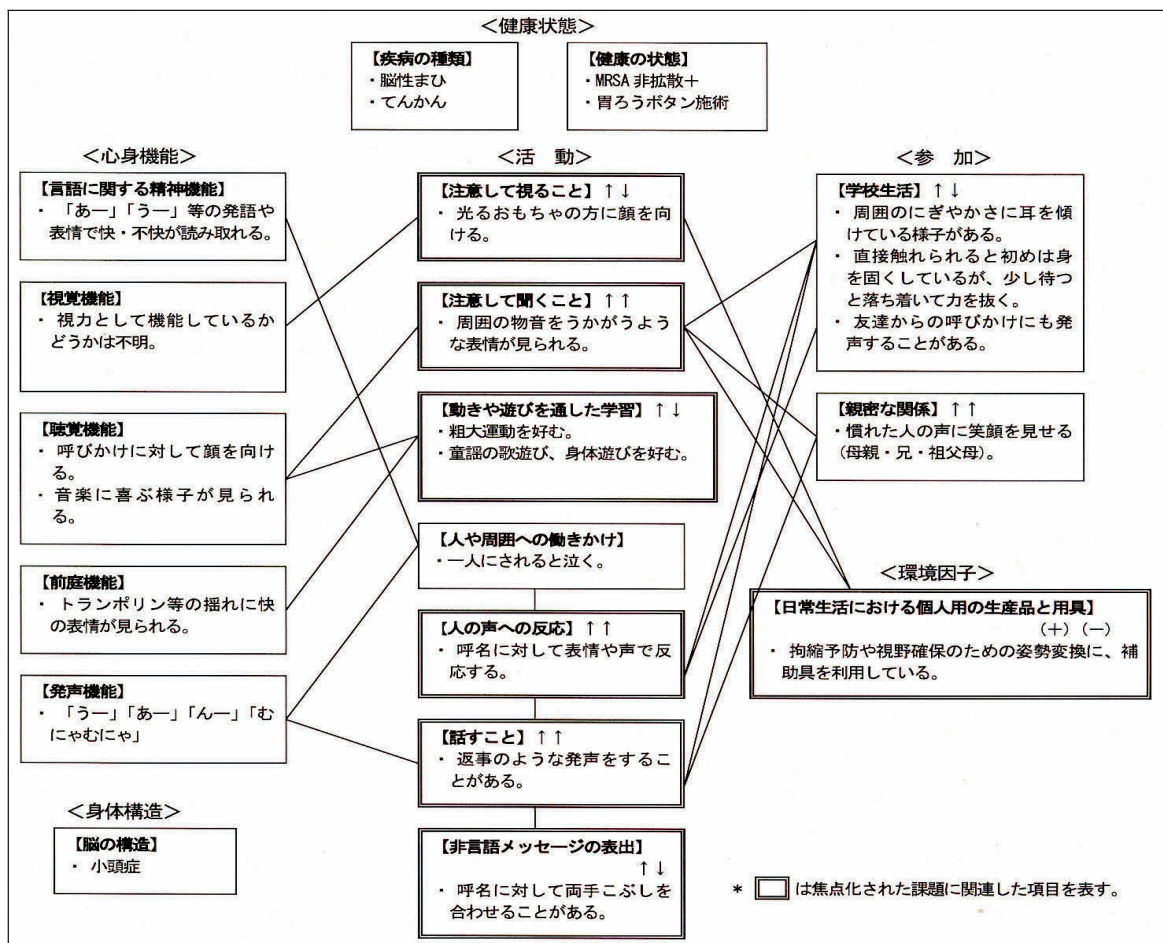 ＜健康状態＞
【疾病の種類】
・脳性まひ
・てんかん
【健康の状態】
・MRSA 非拡散＋
・胃ろうボタン施術
＜心身機能＞
【言語に関する精神機能】
・「あー」「うー」等の発語や
表情で快・不快が読み取れる。
【視覚機能】
・視力として機能しているか
どうかは不明。
【聴覚機能】
・呼びかけに対して顔を向け
る。
・音楽に喜ぶ様子が見られ
る。
【前庭機能】
・トランポリン等の揺れに快
の表情が見られる。
【発声機能】
・「うー」「あー」「んー」「む
にゃむにゃ」
＜身体構造＞
【脳の構造】
・小頭症
＜活　動＞
【注意して視ること】↑↓
・光るおもちゃの方に顔を向
ける。
【注意して聞くこと】↑↑
・周囲の物音をうかがうよう
な表情が見られる。
【動きや遊びを通した学習】↑↓
・粗大運動を好む。
・童謡の歌遊び、身体遊びを好む。
【人や周囲への働きかけ】
・一人にされると泣く。
【人の声への反応】↑↑
・呼名に対して表情や声で反
応する。
【話すこと】↑↑
・返事のような発声をするこ
とがある。
【非言語メッセージの表出】
↑↓
・呼名に対して両手こぶしを
合わせることがある。
＜参　加＞
【学校生活】↑↓
・周囲のにぎやかさに耳を傾
けている様子がある。
・直接触れられると初めは身
を固くしているが、少し待つ
と落ち着いて力を抜く。
・友達からの呼びかけにも発
声することがある。
【親密な関係】↑↑
・慣れた人の声に笑顔を見せる
（母親・兄・祖父母）。
＜環境因子＞
【日常生活における個人用の生産品と用具】
（＋）（－）
・拘縮予防や視野確保のための姿勢変換に、補
助具を利用している。
* は焦点化された課題に関連した項目を表す。